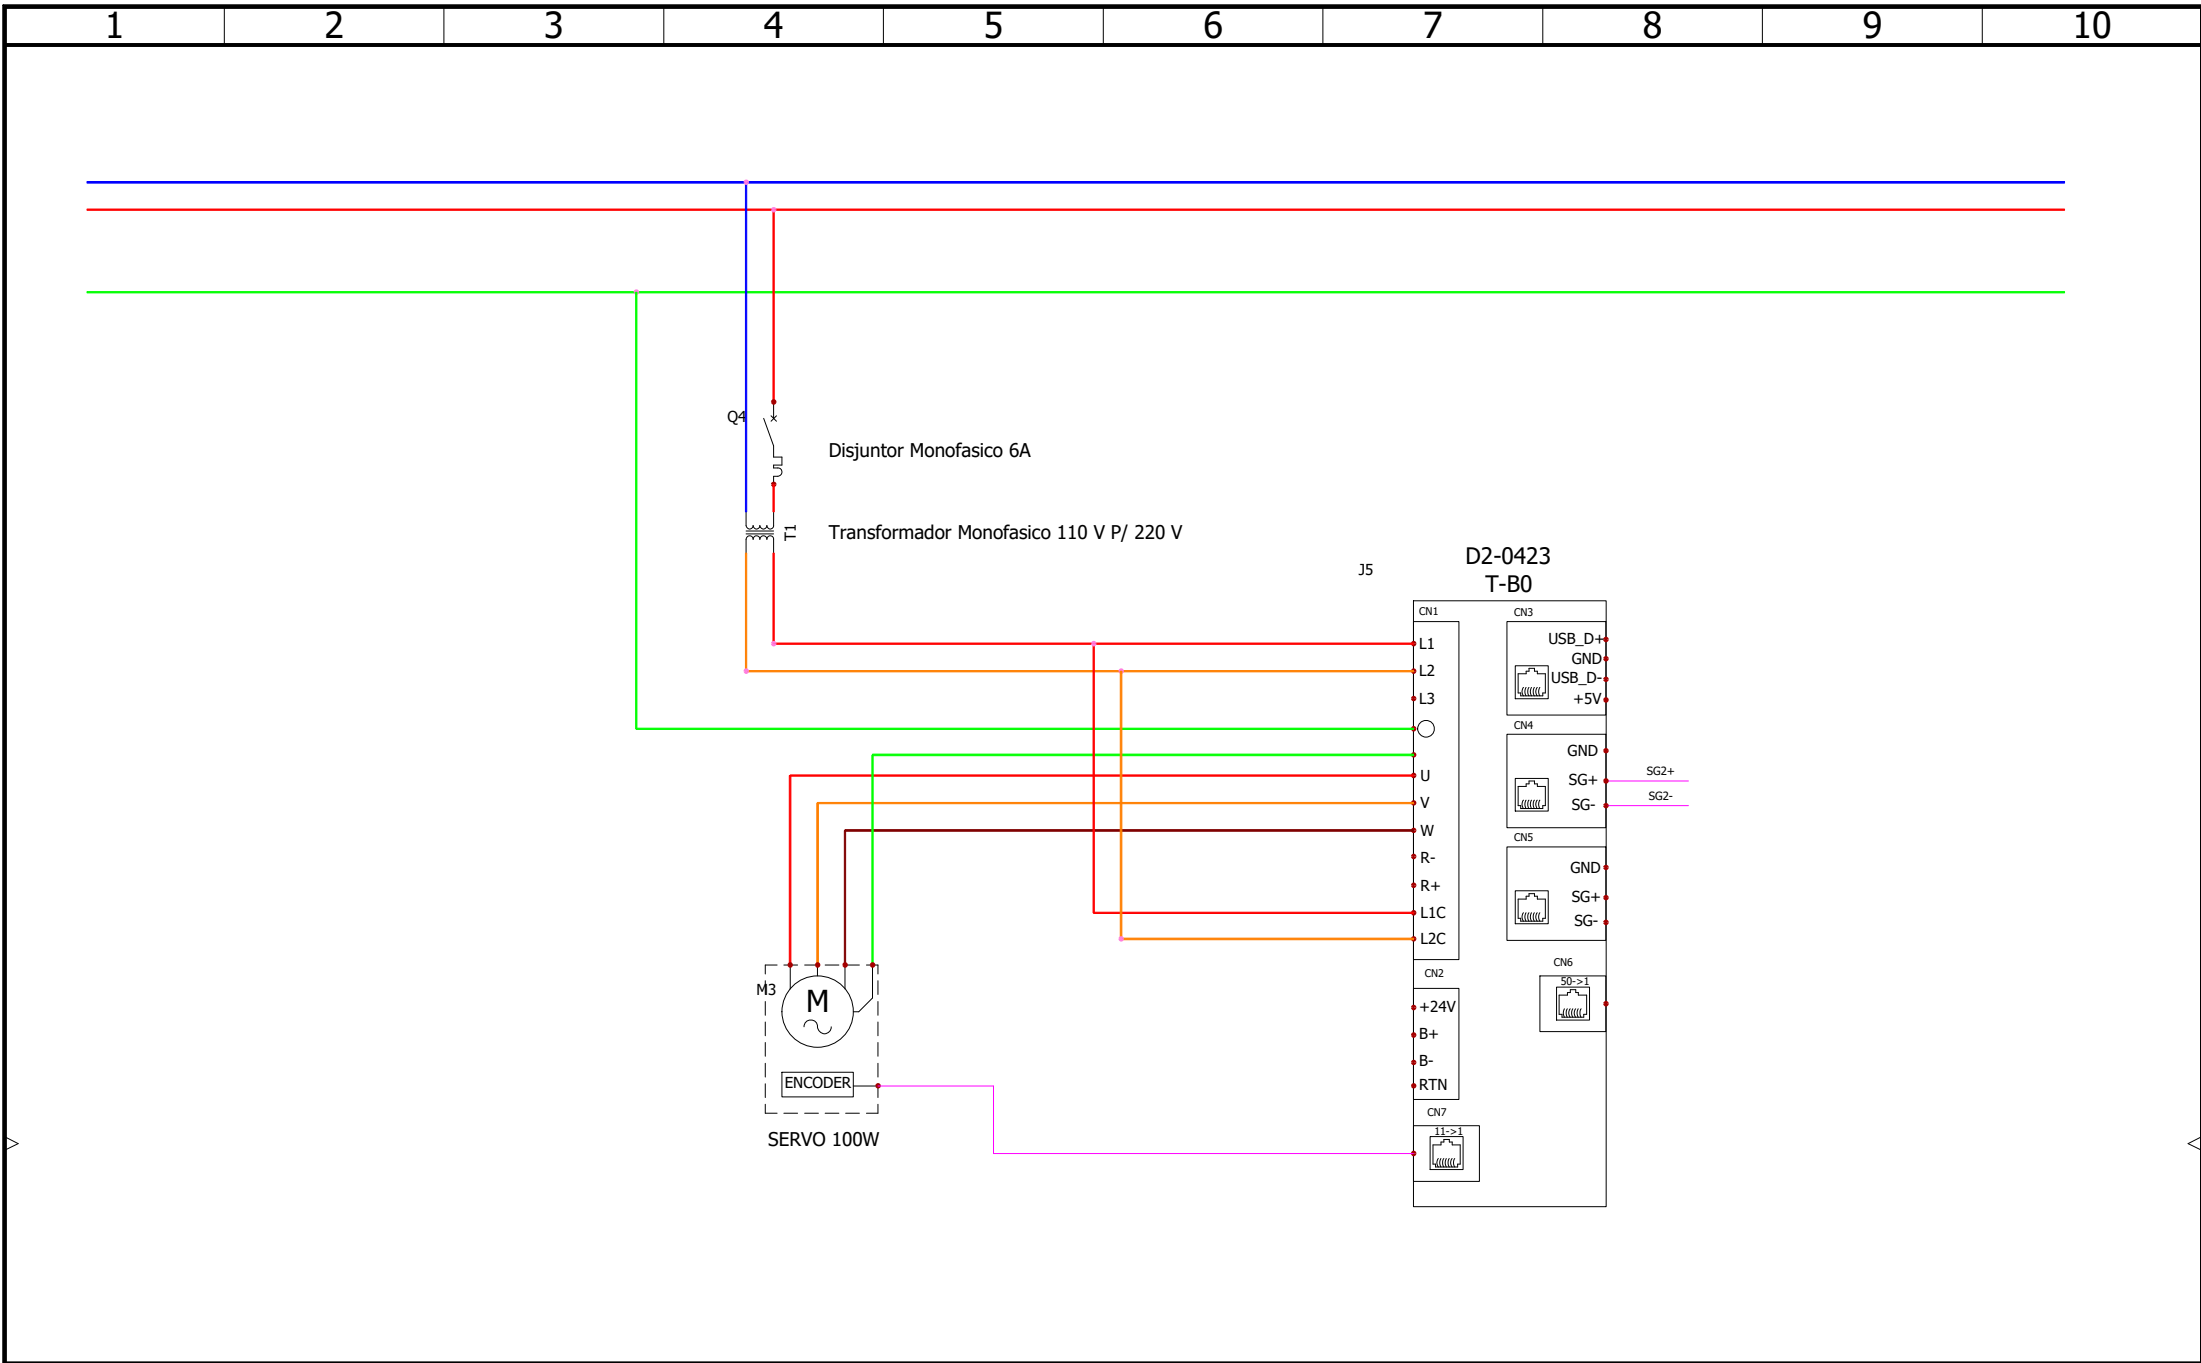 1 2 3 4 5 6 7 8 9 10
Q4
Disjuntor Monofasico 6A
T1
Transformador Monofasico 110 V P/ 220 V
J5
D2-0423
T-B0
CN1
L1
L2
L3
U
V
W
R-
R+
L1C
L2C
CN2
+24V
B+
B-
RTN
CN7
11->1
CN3
USB_D+
GND
USB_D-
+5V
CN4
GND
SG+
SG-
SG2+
SG2-
CN5
GND
SG+
SG-
CN6
50->1
M3
M
ENCODER
SERVO 100W